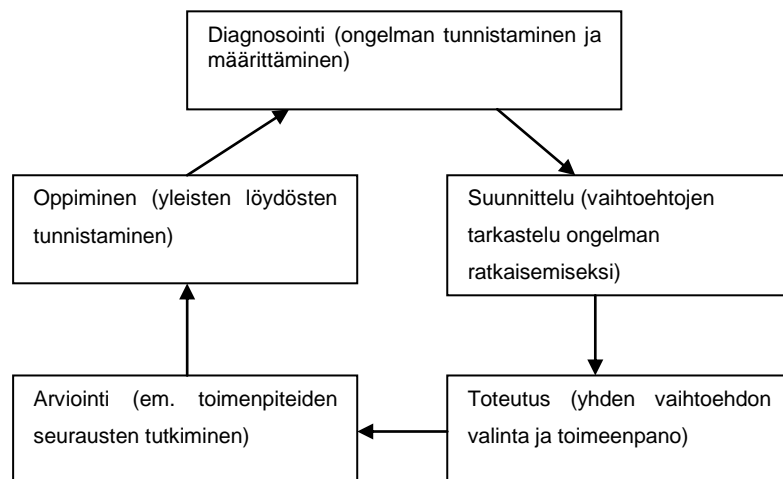 Diagnosointi (ongelman tunnistaminen ja
määrittäminen)
Oppiminen (yleisten löydösten
tunnistaminen)
Suunnittelu (vaihtoehtojen
tarkastelu ongelman
ratkaisemiseksi)
Arviointi (em. toimenpiteiden
seurausten tutkiminen)
Toteutus (yhden vaihtoehdon
valinta ja toimeenpano)